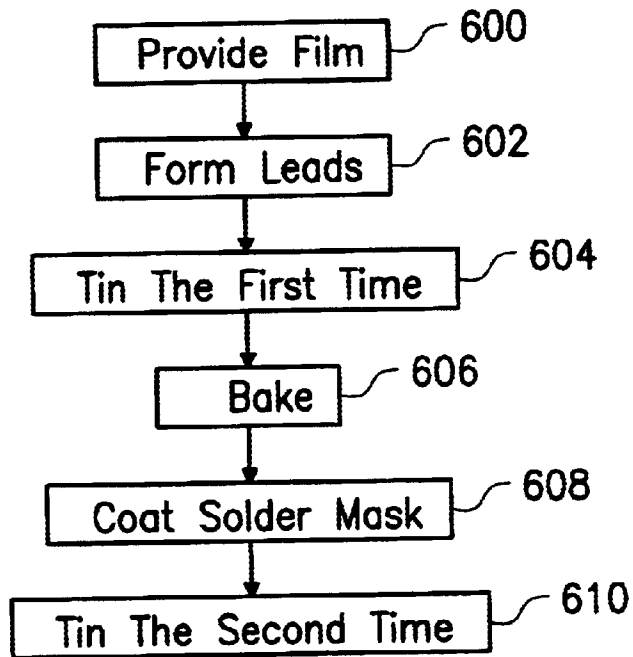 Provide Film 600
Form Leads 602
Tin The First Time 604
Bake 606
Coat Solder Mask 608
Tin The Second Time 610